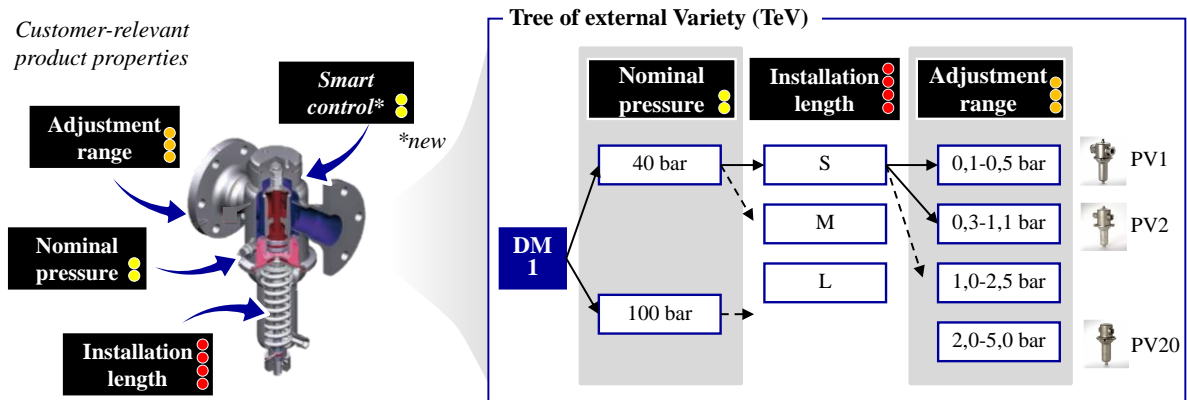 Customer-relevant
product properties
Smart
control*
*new
Adjustment
range
Nominal
pressure
Installation
length
Tree of external Variety (TeV)
Nominal
pressure
Installation
length
Adjustment
range
DM
1
40 bar
100 bar
S
M
L
0,1-0,5 bar
0,3-1,1 bar
1,0-2,5 bar
2,0-5,0 bar
PV1
PV2
PV20